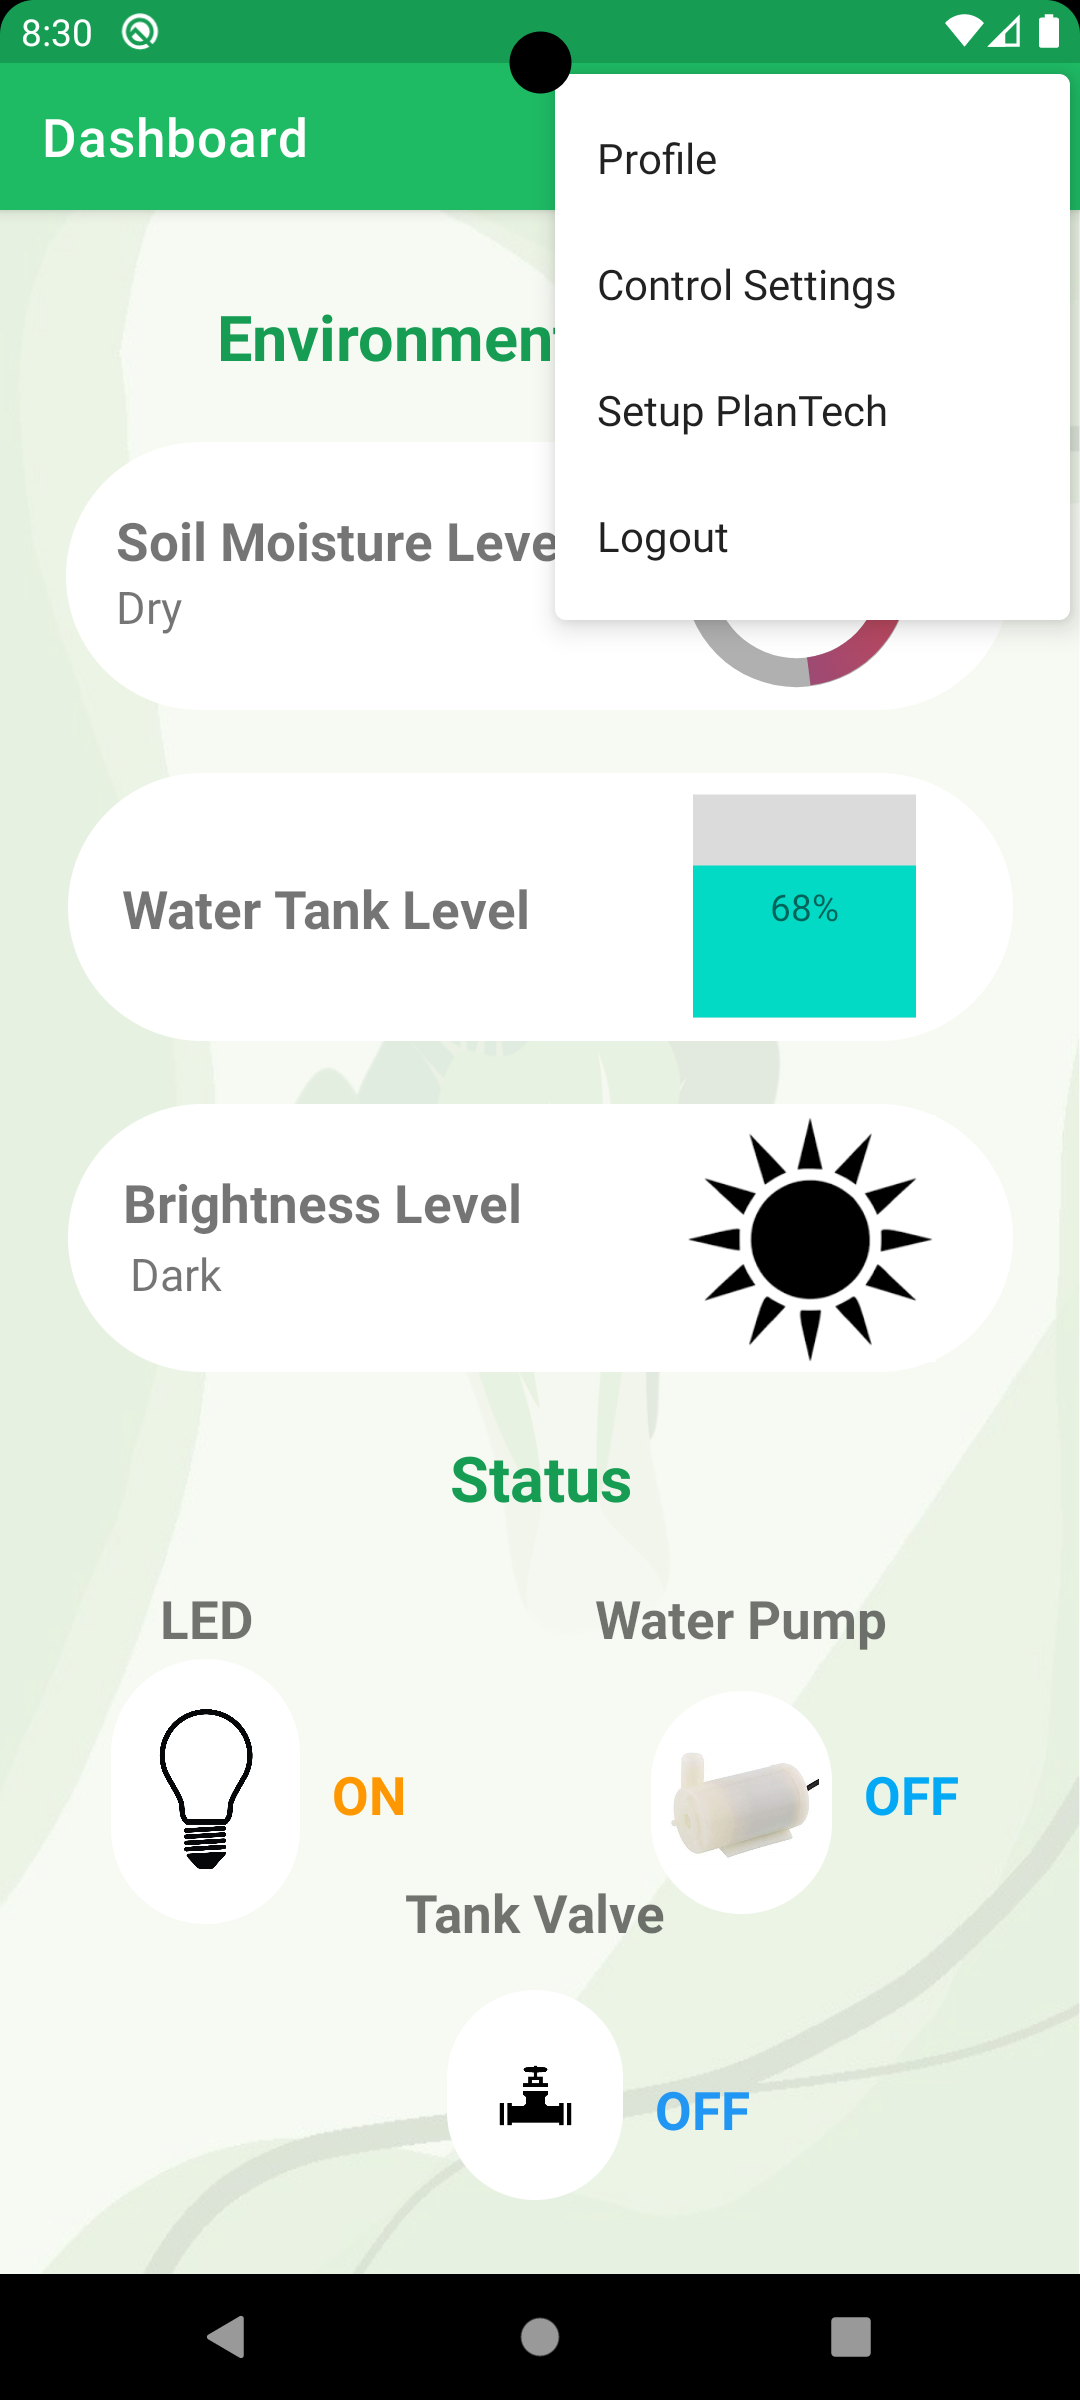 8:30
Dashboard
Profile
Control Settings
Setup PlanTech
Logout
Environment
Soil Moisture Leve
Dry
Water Tank Level
68%
Brightness Level
Dark
Status
LED
Water Pump
ON
OFF
Tank Valve
OFF